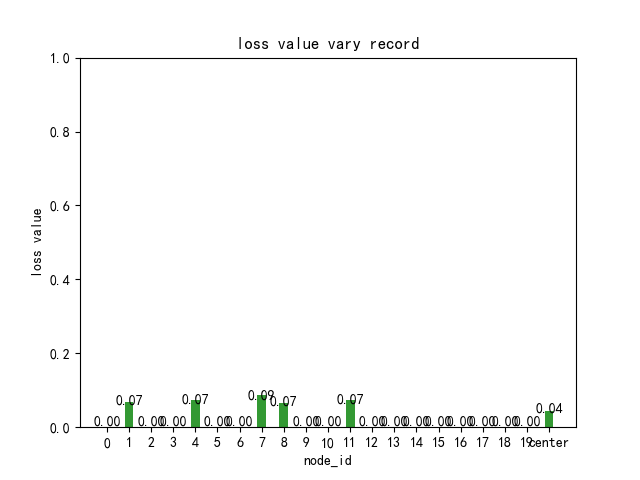 loss value vary record
1.0
0.8
0.6
0.4
0.2
0.0
loss value
0.00 0.07 0.00 0.00 0.07 0.00 0.00 0.09 0.07 0.00 0.00 0.07 0.00 0.00 0.00 0.00 0.00 0.00 0.00 0.00 0.04
0 1 2 3 4 5 6 7 8 9 10 11 12 13 14 15 16 17 18 19 center
node_id